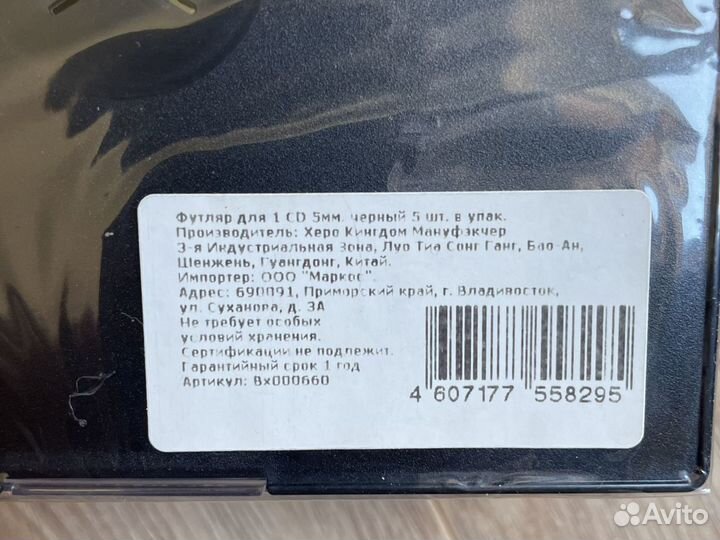 Футляр для 1 CD 5мм. черный 5 шт. в упак.
Производитель: Херо Кингдом Мануфэкчер
3-я Индустриальная Зона, Луо Тиа Сонг Ганг, Бао-Ан,
Шенжень, Гуангдонг, Китай.
Импортер: ООО "Маркос".
Адрес: 690091, Приморский край, г. Владивосток,
ул. Суханова, д. 3А
Не требует особых
условий хранения.
Сертификации не подлежит.
Гарантийный срок 1 год
Артикул: Bx000660
4 607177 558295
Avito